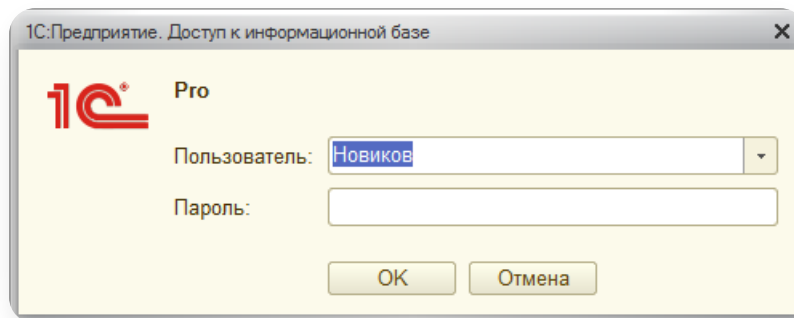 1С:Предприятие. Доступ к информационной базе
1С®
Pro
Пользователь: Новиков
Пароль:
OK Отмена